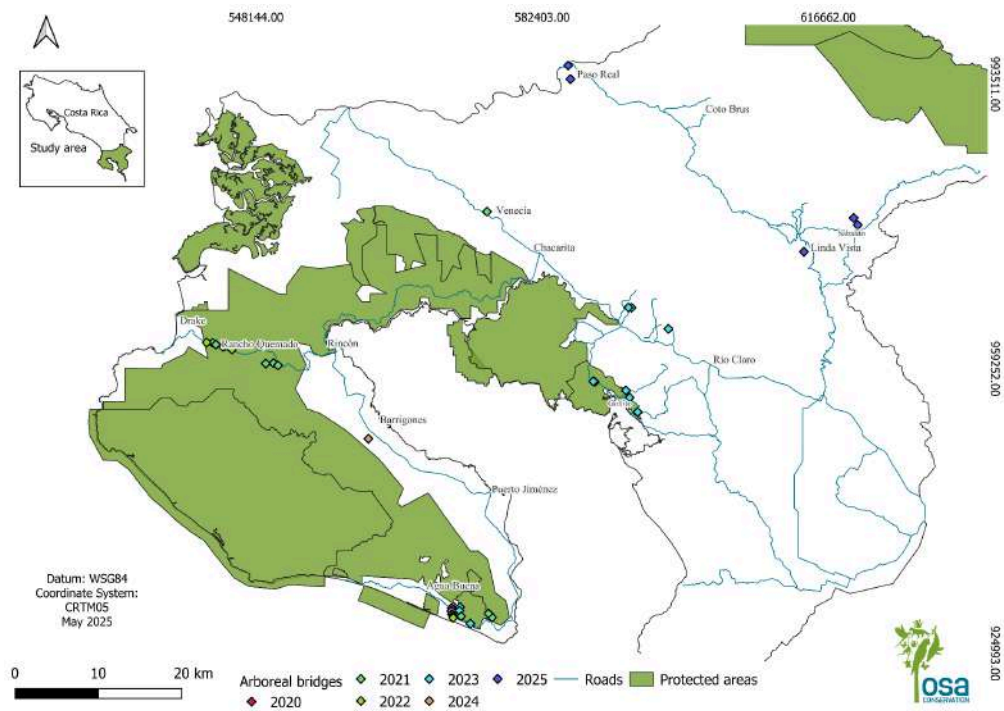 548144.00
582403.00
616662.00
993511.00
Costa Rica
Study area
Paso Real
Coto Brus
Venecia
Chacarita
Linda Vista
Drake
Rancho Quemado
Rincón
Río Claro
959252.00
Barrigones
Puerto Jiménez
Agua Buena
Datum: WSG84
Coordinate System:
CRTM05
May 2025
924993.00
0 10 20 km
Arboreal bridges
2020
2021
2022
2023
2024
2025
Roads
Protected areas
osa
CONSERVATION